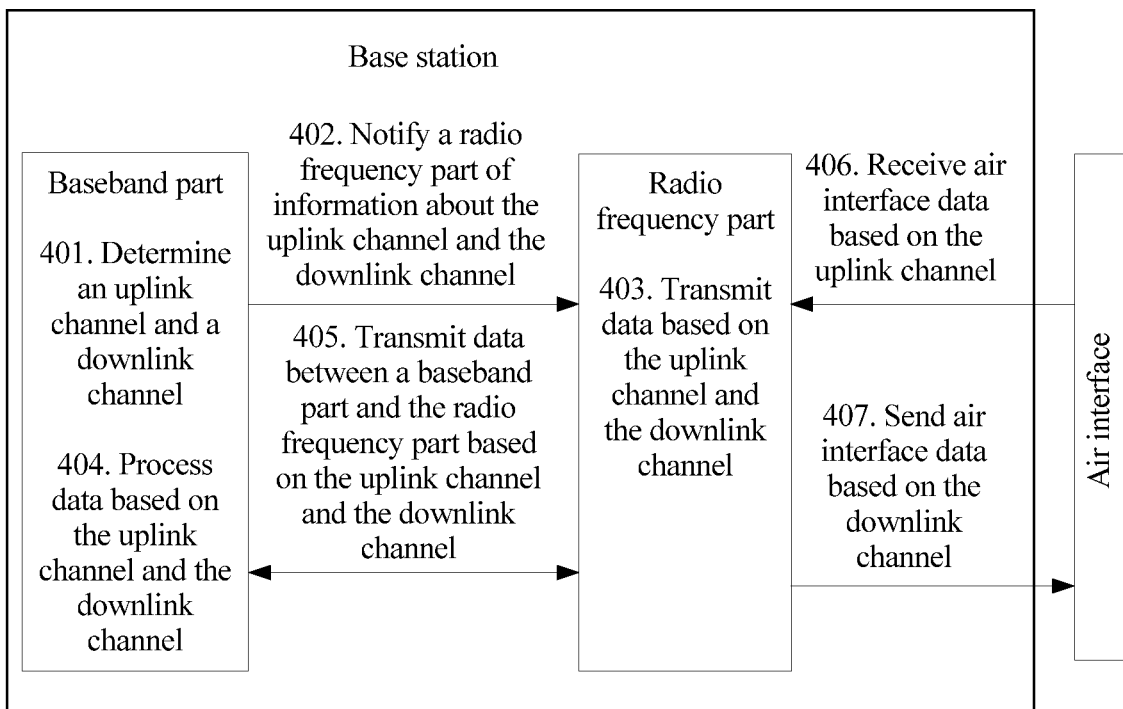 Base station
Baseband part
401. Determine
an uplink
channel and a
downlink
channel
404. Process
data based on
the uplink
channel and the
downlink
channel
402. Notify a radio
frequency part of
information about the
uplink channel and the
downlink channel
405. Transmit data
between a baseband
part and the radio
frequency part based
on the uplink channel
and the downlink
channel
Radio
frequency part
403. Transmit
data based on
the uplink
channel and
the downlink
channel
406. Receive air
interface data
based on the
uplink channel
407. Send air
interface data
based on the
downlink
channel
Air interface